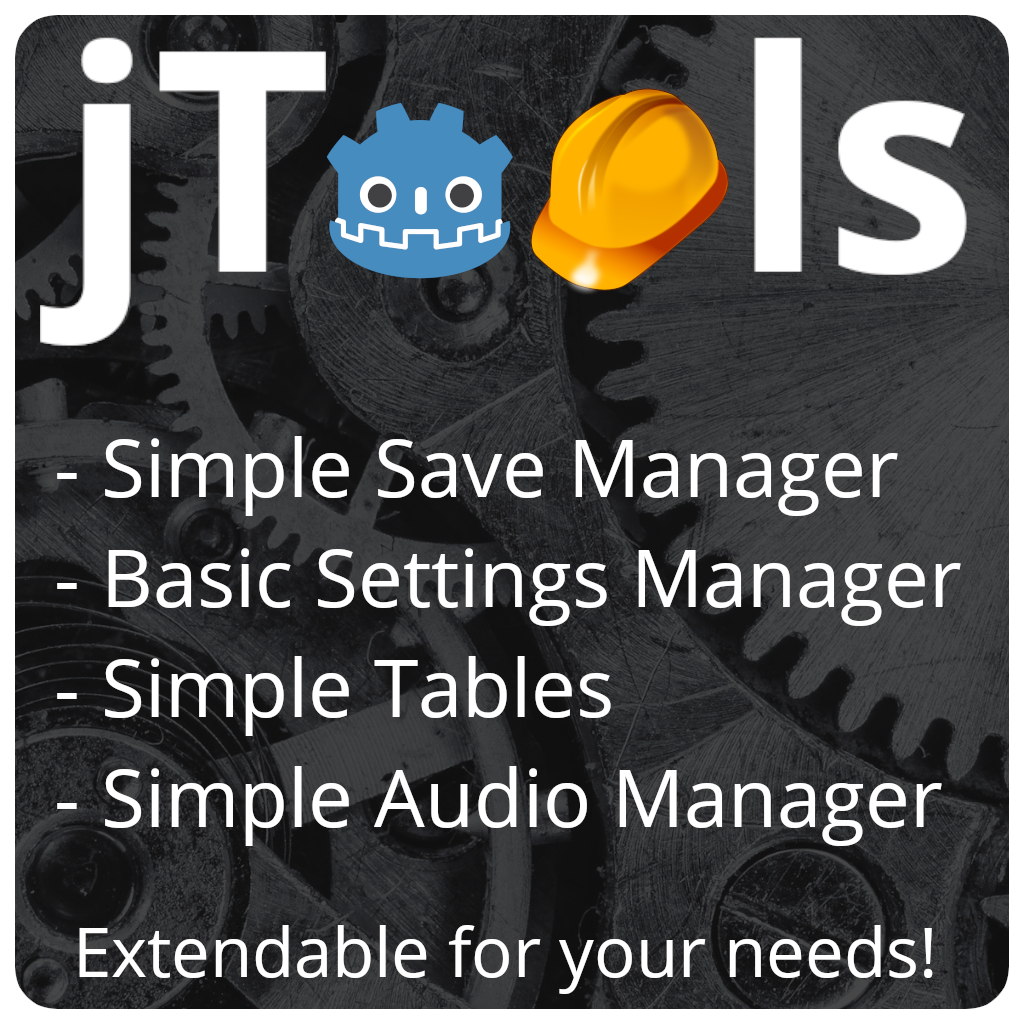 jTools
- Simple Save Manager
- Basic Settings Manager
- Simple Tables
- Simple Audio Manager
Extendable for your needs!